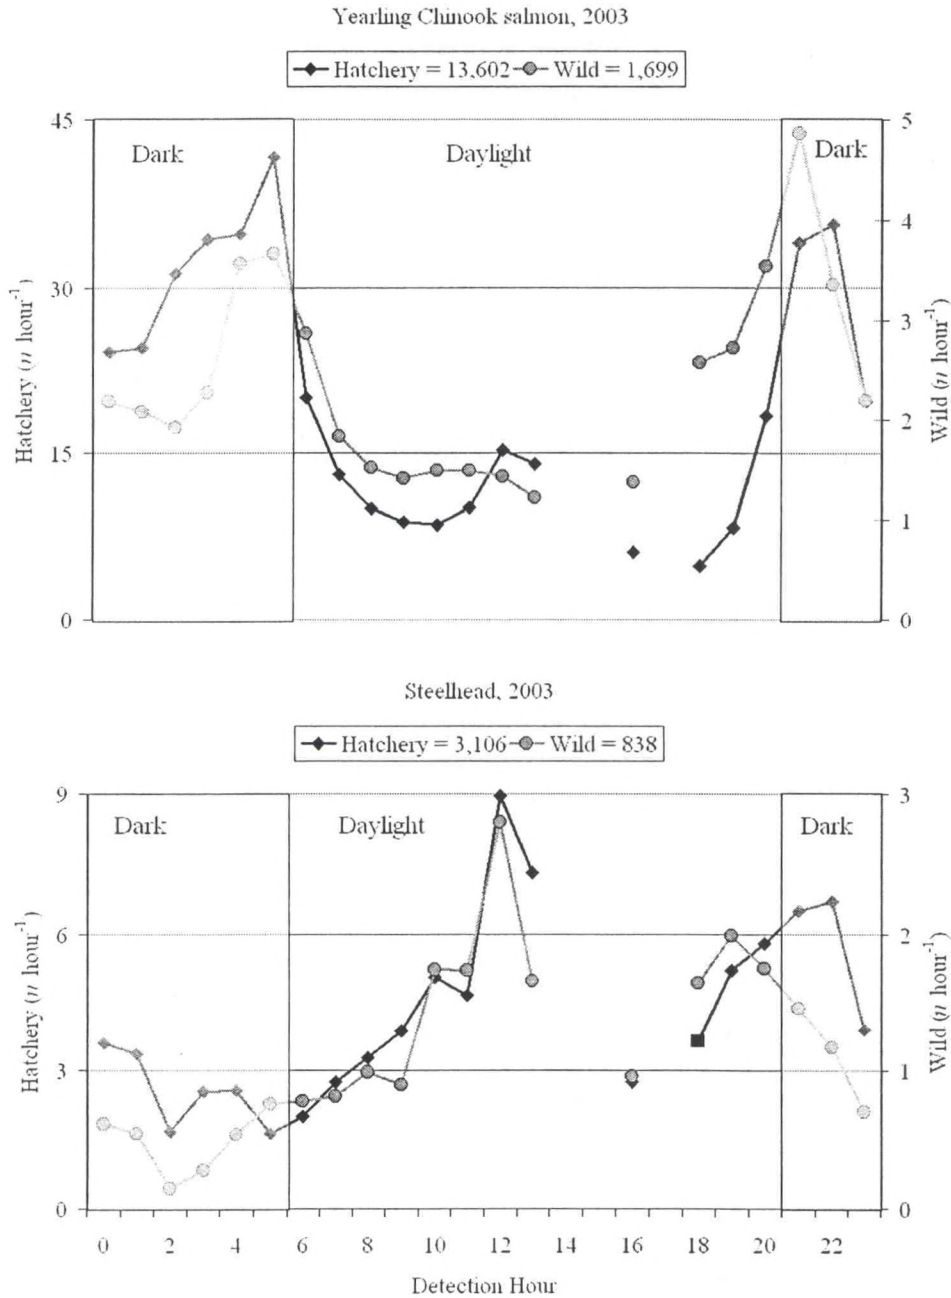 Yearling Chinook salmon, 2003
Hatchery = 13,602 Wild = 1,699
45
30
15
0
Hatchery (n hour-1)
Dark
Daylight
Dark
5
4
3
2
1
0
Wild (n hour-1)
Steelhead, 2003
Hatchery = 3,106 Wild = 838
9
6
3
0
Hatchery (n hour-1)
Dark
Daylight
Dark
3
2
1
0
Wild (n hour-1)
0 2 4 6 8 10 12 14 16 18 20 22
Detection Hour